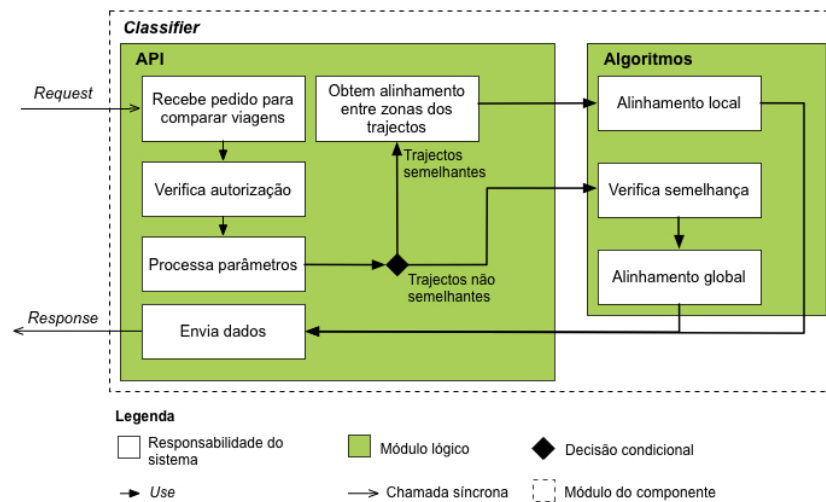 Classifier
API
Algoritmos
Request
Recebe pedido para
comparar viagens
Obtem alinhamento
entre zonas dos
trajectos
Alinhamento local
Trajectos
semelhantes
Verifica autorização
Verifica semelhança
Processa parâmetros
Trajectos não
semelhantes
Alinhamento global
Response
Envia dados
Legenda
Responsabilidade do
sistema
Módulo lógico
Decisão condicional
Use
Chamada síncrona
Módulo do componente